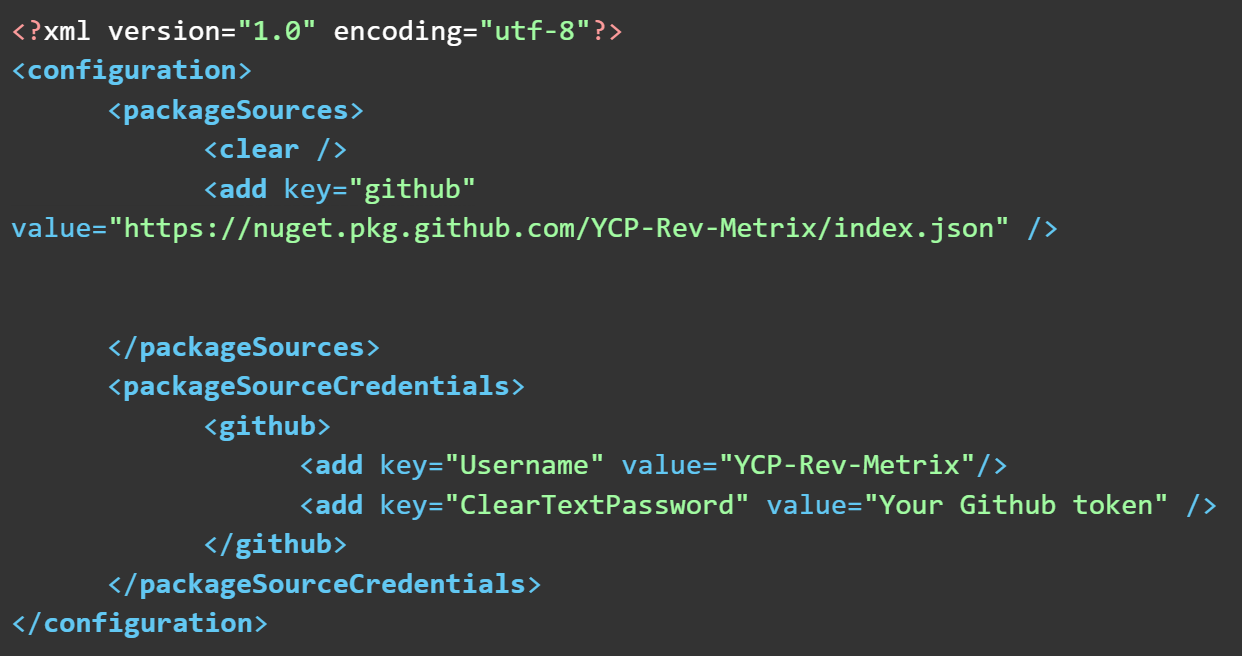 <?xml version="1.0" encoding="utf-8"?>
<configuration>
<packageSources>
<clear />
<add key="github"
value="https://nuget.pkg.github.com/YCP-Rev-Metrix/index.json" />
</packageSources>
<packageSourceCredentials>
<github>
<add key="Username" value="YCP-Rev-Metrix"/>
<add key="ClearTextPassword" value="Your Github token" />
</github>
</packageSourceCredentials>
</configuration>